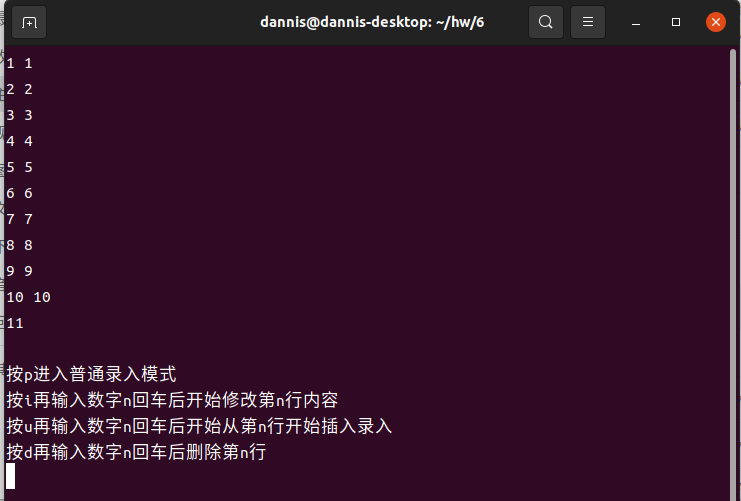 dannis@dannis-desktop: ~/hw/6
1 1
2 2
3 3
4 4
5 5
6 6
7 7
8 8
9 9
10 10
11
按p进入普通录入模式
按i再输入数字n回车后开始修改第n行内容
按u再输入数字n回车后开始从第n行开始插入录入
按d再输入数字n回车后删除第n行